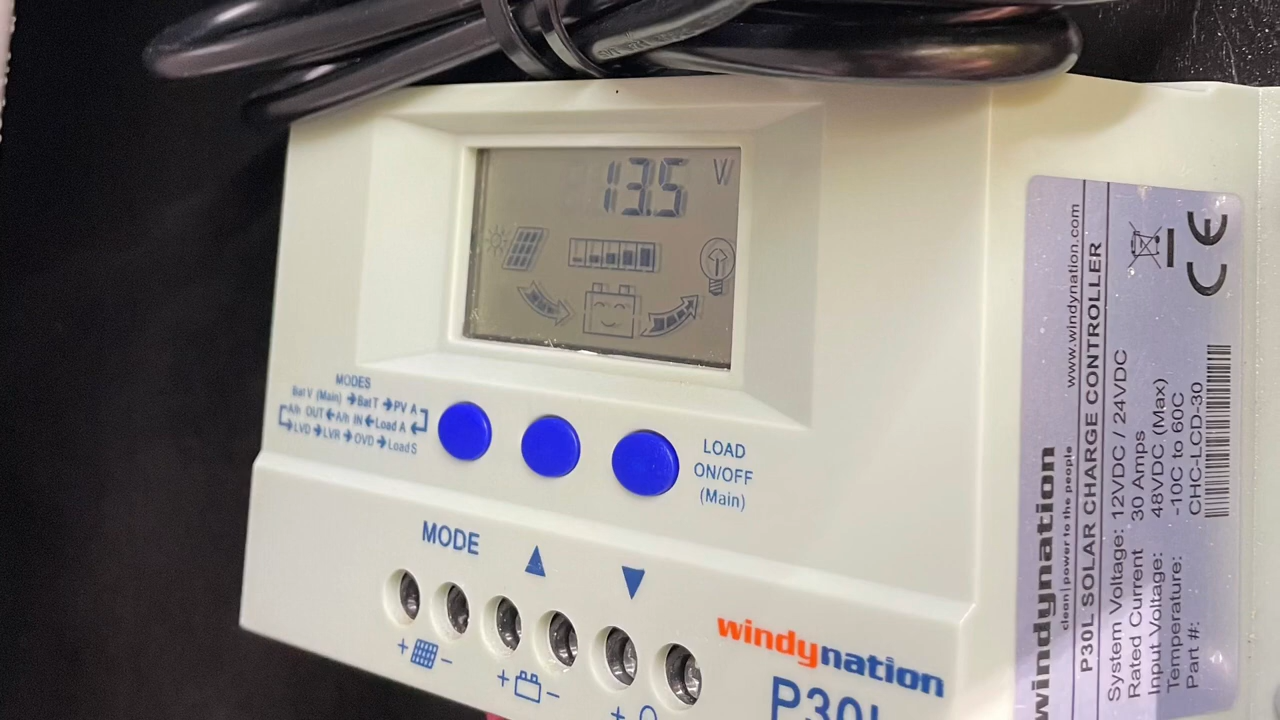 13.5 W
MODES
Bat V (Main) → Bat T → PV A
A/h OUT ← A/h IN ← Load A
LVD → LVR → OVD → Load S
LOAD
ON/OFF
(Main)
MODE ▲ ▼
+ −
+ −
+
windynation
P30L
windynation
clean | power to the people
www.windynation.com
P30L SOLAR CHARGE CONTROLLER
System Voltage: 12VDC / 24VDC
Rated Current 30 Amps
Input Voltage: 48VDC (Max)
Temperature: -10C to 60C
Part #: CHC-LCD-30
CE